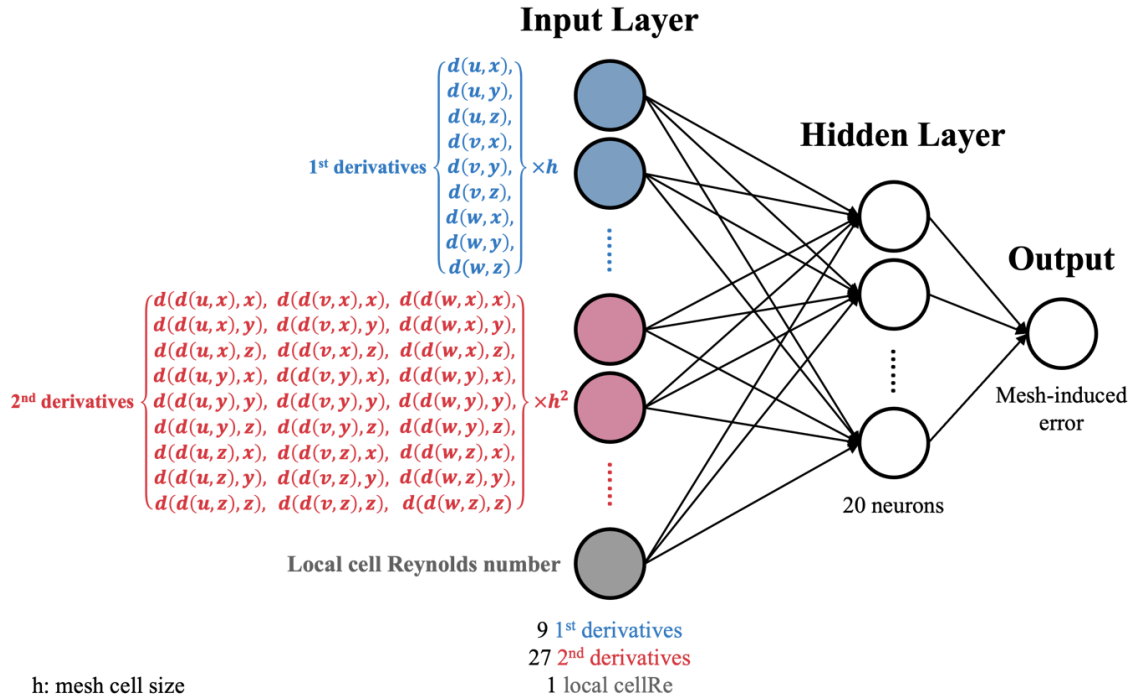 Input Layer
d(u,x),
d(u,y),
d(u,z),
d(v,x),
1st derivatives d(v,y), ×h
d(v,z),
d(w,x),
d(w,y),
d(w,z)
Hidden Layer
Output
d(d(u,x),x), d(d(v,x),x), d(d(w,x),x),
d(d(u,x),y), d(d(v,x),y), d(d(w,x),y),
d(d(u,x),z), d(d(v,x),z), d(d(w,x),z),
d(d(u,y),x), d(d(v,y),x), d(d(w,y),x),
2nd derivatives d(d(u,y),y), d(d(v,y),y), d(d(w,y),y), ×h²
d(d(u,y),z), d(d(v,y),z), d(d(w,y),z),
d(d(u,z),x), d(d(v,z),x), d(d(w,z),x),
d(d(u,z),y), d(d(v,z),y), d(d(w,z),y),
d(d(u,z),z), d(d(v,z),z), d(d(w,z),z)
Mesh-induced
error
20 neurons
Local cell Reynolds number
9 1st derivatives
27 2nd derivatives
1 local cellRe
h: mesh cell size